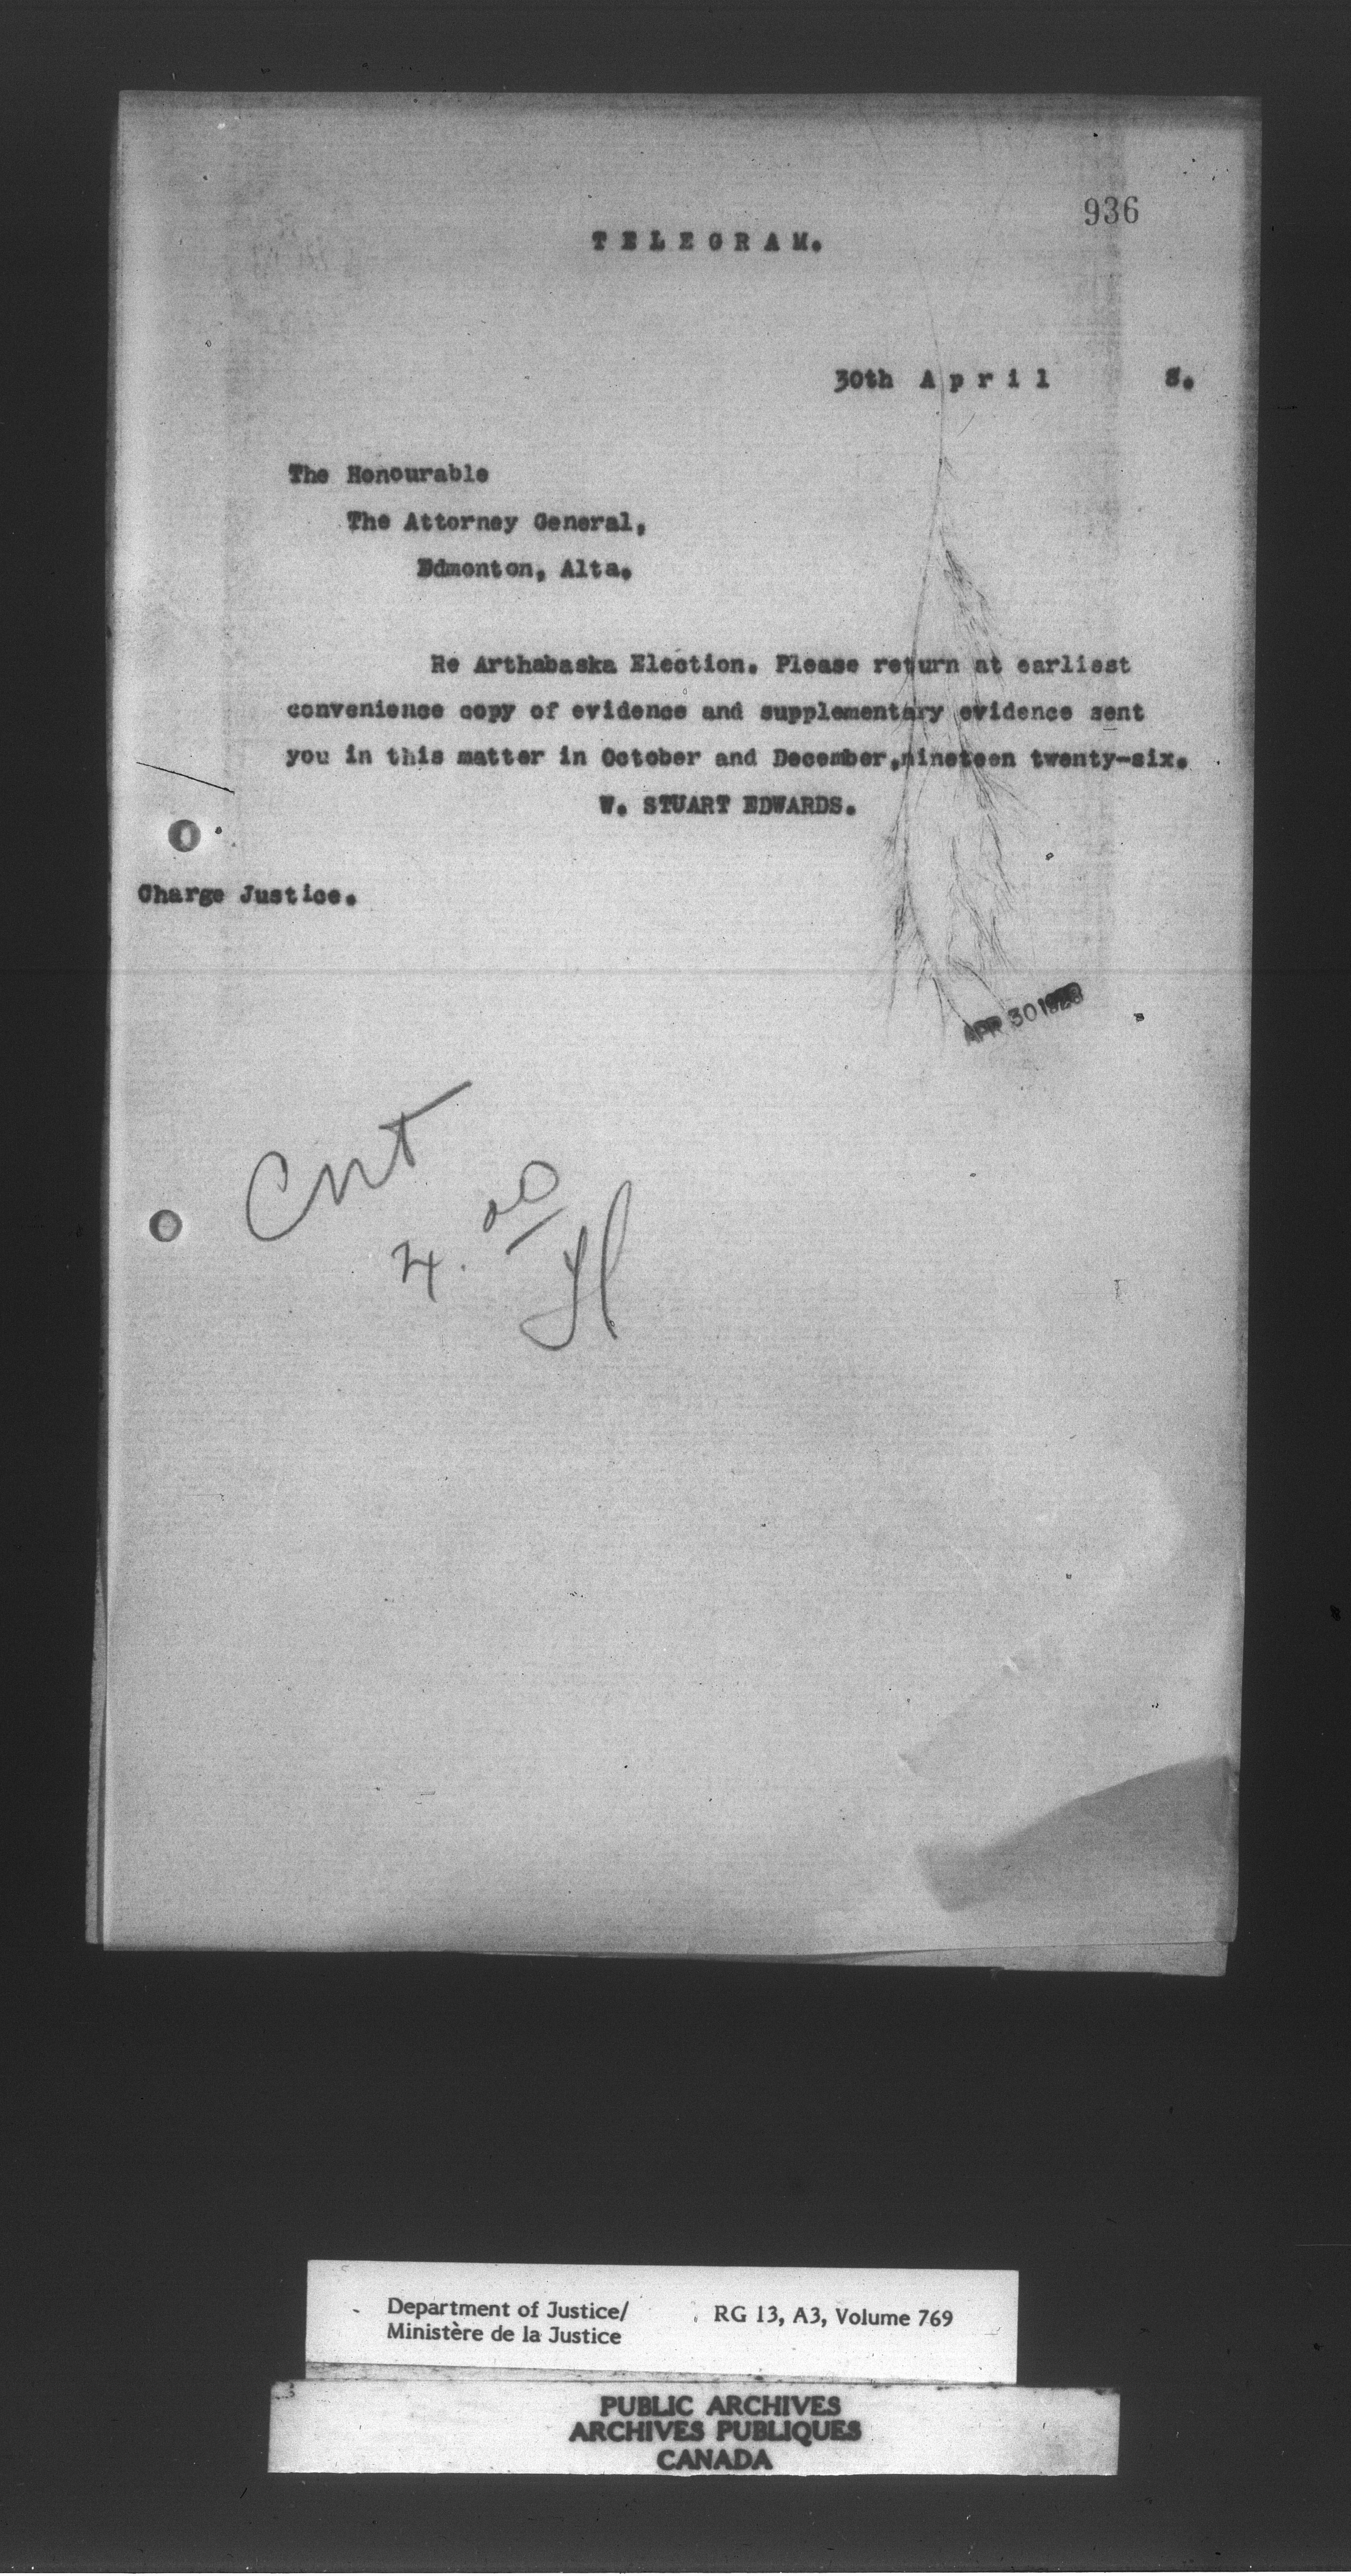 936
TELEGRAM.
30th April 8.
The Honourable
The Attorney General,
Edmonton, Alta.
Re Arthabaska Election. Please return at earliest
convenience copy of evidence and supplementary evidence sent
you in this matter in October and December,nineteen twenty-six.
W. STUART EDWARDS.
Charge Justice.
APR 30 1928
Cnt
4.
Department of Justice/ RG 13, A3, Volume 769
Ministère de la Justice
PUBLIC ARCHIVES
ARCHIVES PUBLIQUES
CANADA